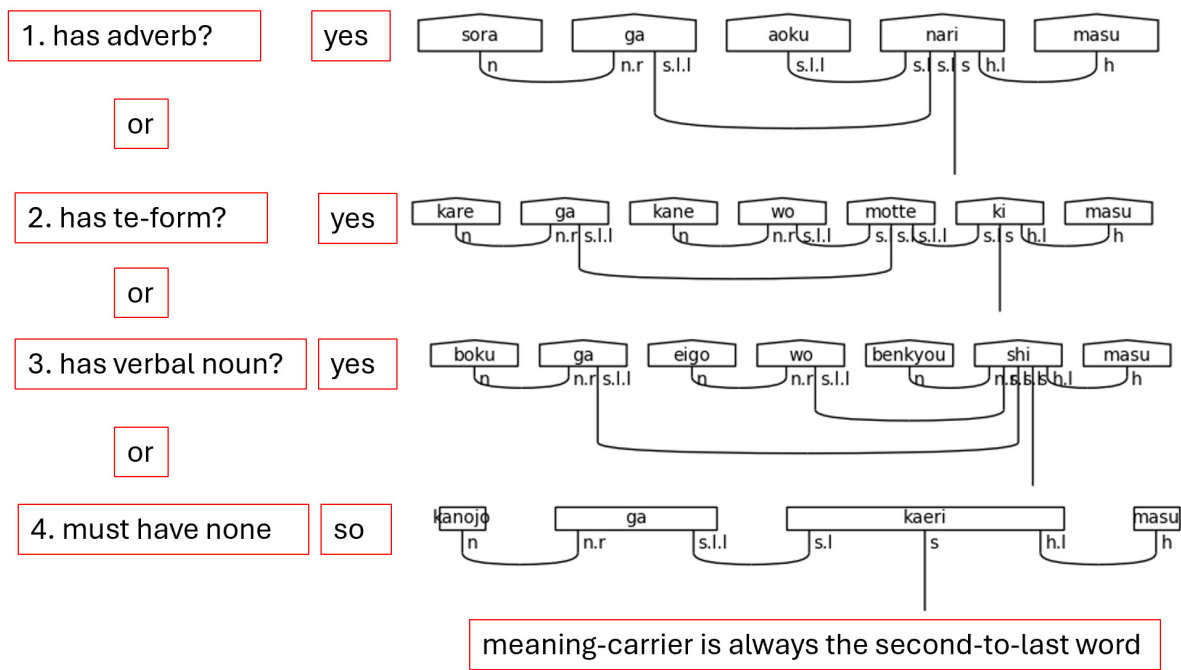 1. has adverb? yes
sora ga aoku nari masu
n n.r s.l.l s.l.l s.l s.l s h.l h
or
2. has te-form? yes
kare ga kane wo motte ki masu
n n.r s.l.l n n.r s.l.l s.l s.l s.l.l s.l s h.l h
or
3. has verbal noun? yes
boku ga eigo wo benkyou shi masu
n n.r s.l.l n n.r s.l.l n h.l h
or
4. must have none so
kanojo ga kaeri masu
n n.r s.l.l s.l s h.l h
meaning-carrier is always the second-to-last word